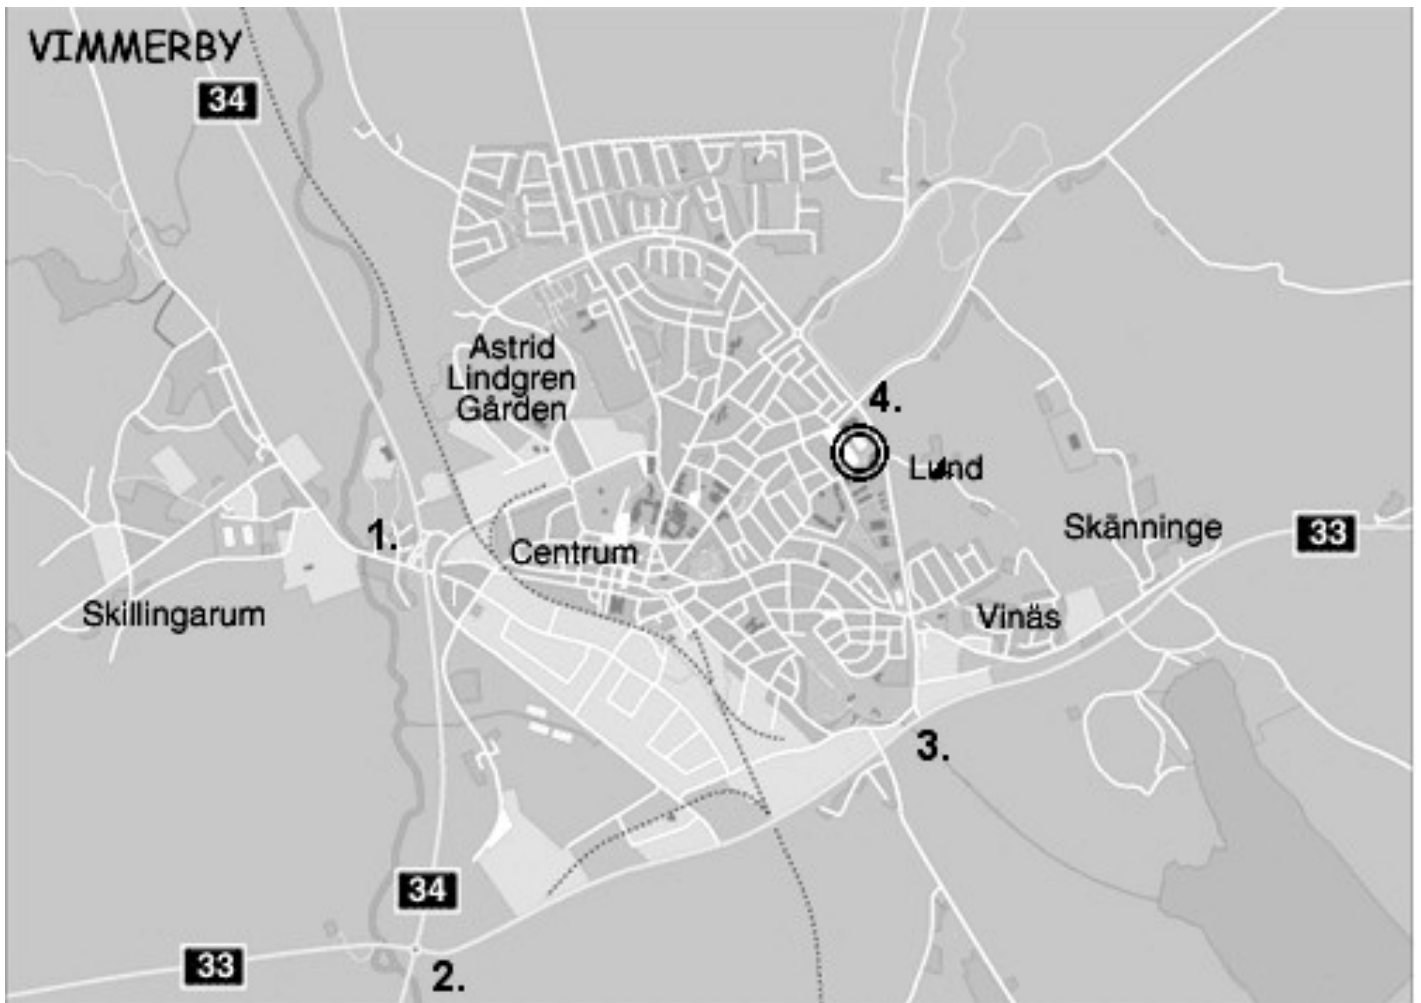 VIMMERBY
34
Astrid
Lindgren
Gården
4.
Lund
Skänninge
33
1.
Centrum
Skillingarum
Vinäs
3.
34
33
2.